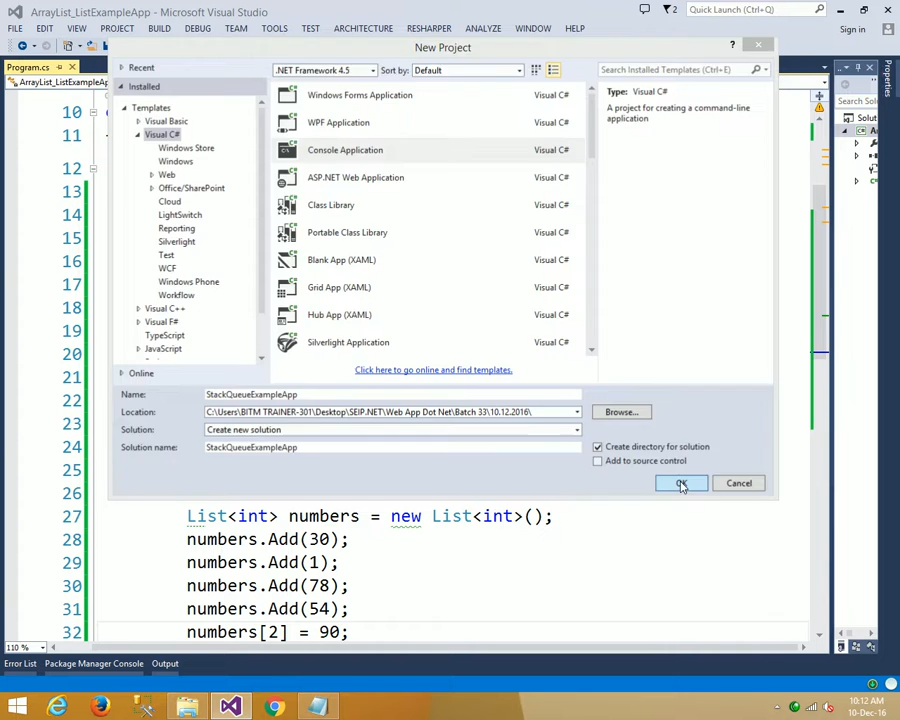 ArrayList_ListExampleApp - Microsoft Visual Studio
2
Quick Launch (Ctrl+Q)
FILE EDIT VIEW PROJECT BUILD DEBUG TEAM TOOLS TEST ARCHITECTURE RESHARPER ANALYZE WINDOW HELP
Sign in
New Project
?
Program.cs
ArrayList_ListExampleAp
Recent
.NET Framework 4.5
Sort by:
Default
Search Installed Templates (Ctrl+E)
Installed
Templates
Visual Basic
Visual C#
Windows Store
Windows
Web
Office/SharePoint
Cloud
LightSwitch
Reporting
Silverlight
Test
WCF
Windows Phone
Workflow
Visual C++
Visual F#
TypeScript
JavaScript
Online
Windows Forms Application Visual C#
WPF Application Visual C#
Console Application Visual C#
ASP.NET Web Application Visual C#
Class Library Visual C#
Portable Class Library Visual C#
Blank App (XAML) Visual C#
Grid App (XAML) Visual C#
Hub App (XAML) Visual C#
Silverlight Application Visual C#
Click here to go online and find templates.
Type: Visual C#
A project for creating a command-line
application
Name: StackQueueExampleApp
Location: C:\Users\BITM TRAINER-301\Desktop\SEIP.NET\Web App Dot Net\Batch 33\10.12.2016\ Browse...
Solution: Create new solution
Solution name: StackQueueExampleApp
Create directory for solution
Add to source control
Cancel
Properties
Search Solu
Solut
10
11
12
13
14
15
16
17
18
19
20
21
22
23
24
25
26
27 List<int> numbers = new List<int>();
28 numbers.Add(30);
29 numbers.Add(1);
30 numbers.Add(78);
31 numbers.Add(54);
32 numbers[2] = 90;
110 %
Error List Package Manager Console Output
10:12 AM
10-Dec-16